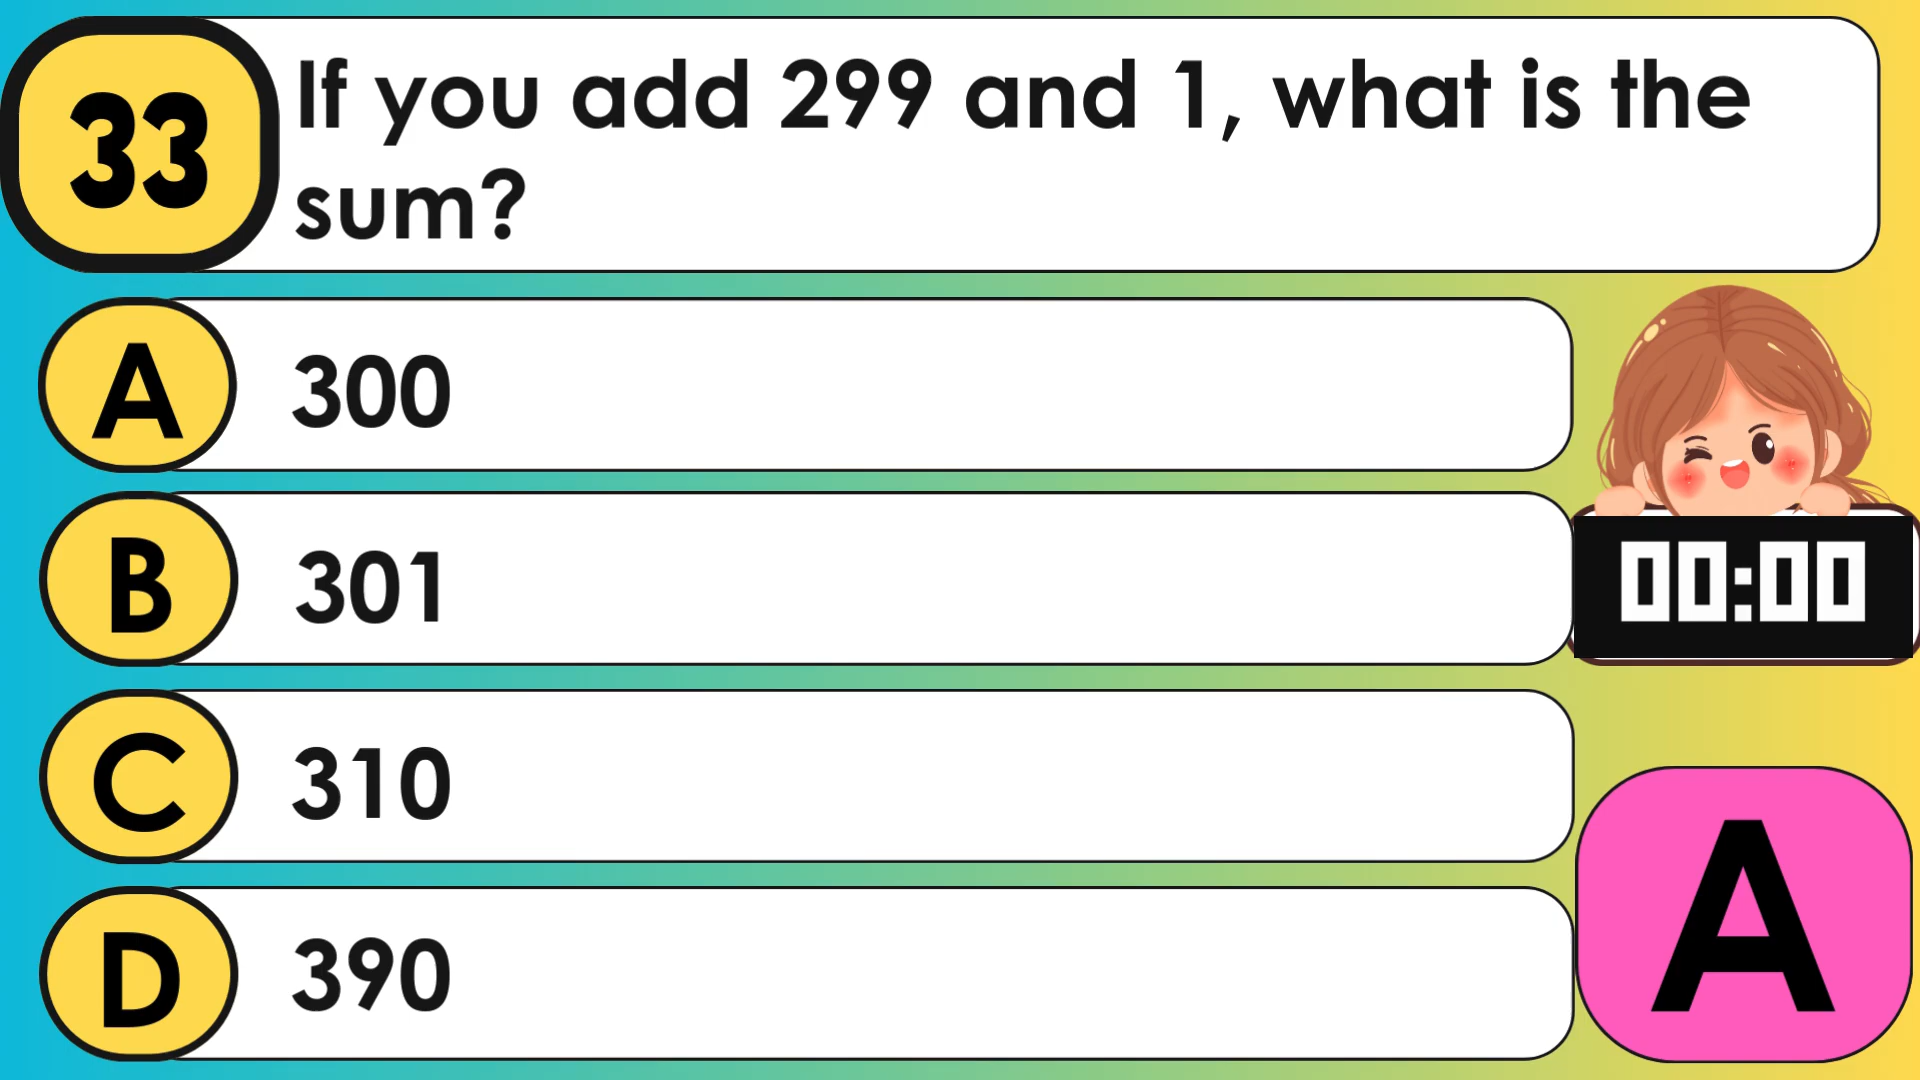 33
If you add 299 and 1, what is the
sum?
A
300
B
301
00:00
C
310
D
390
A